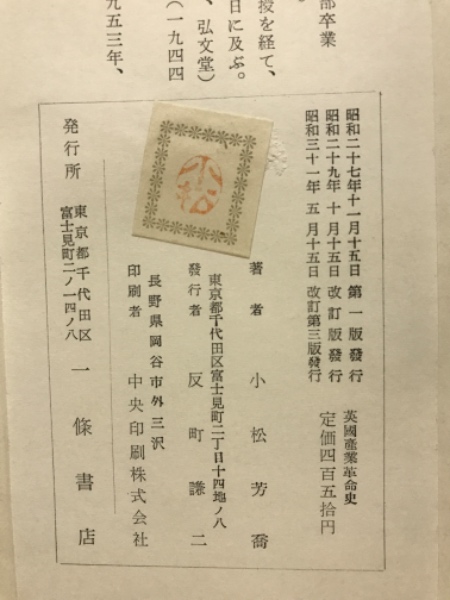 部卒業
授を経て、
日に及ぶ。
、弘文堂)
(一九四四
九五三年、
英國産業革命史
定価四百五拾円
昭和二十七年十一月十五日 第一版發行
昭和二十九年十月十五日 改訂版發行
昭和三十一年五月十五日 改訂第三版發行
著者 小松芳喬
東京都千代田区富士見町二丁目十四地ノ八
發行者 反町謙二
長野県岡谷市外三沢
印刷者 中央印刷株式会社
発行所 東京都千代田区
富士見町二ノ一四ノ八
一條書店
小松